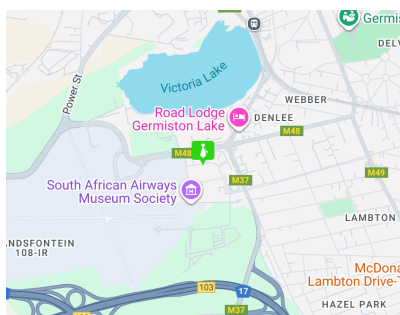 Germis
DELV
Victoria Lake
Power St
WEBBER
Road Lodge
Germiston Lake
DENLEE
M48
M48
M37
M49
South African Airways
Museum Society
LAMBTON
ANDSFONTEIN
108-IR
McDona
Lambton Drive-T
103
17
HAZEL PARK
M37